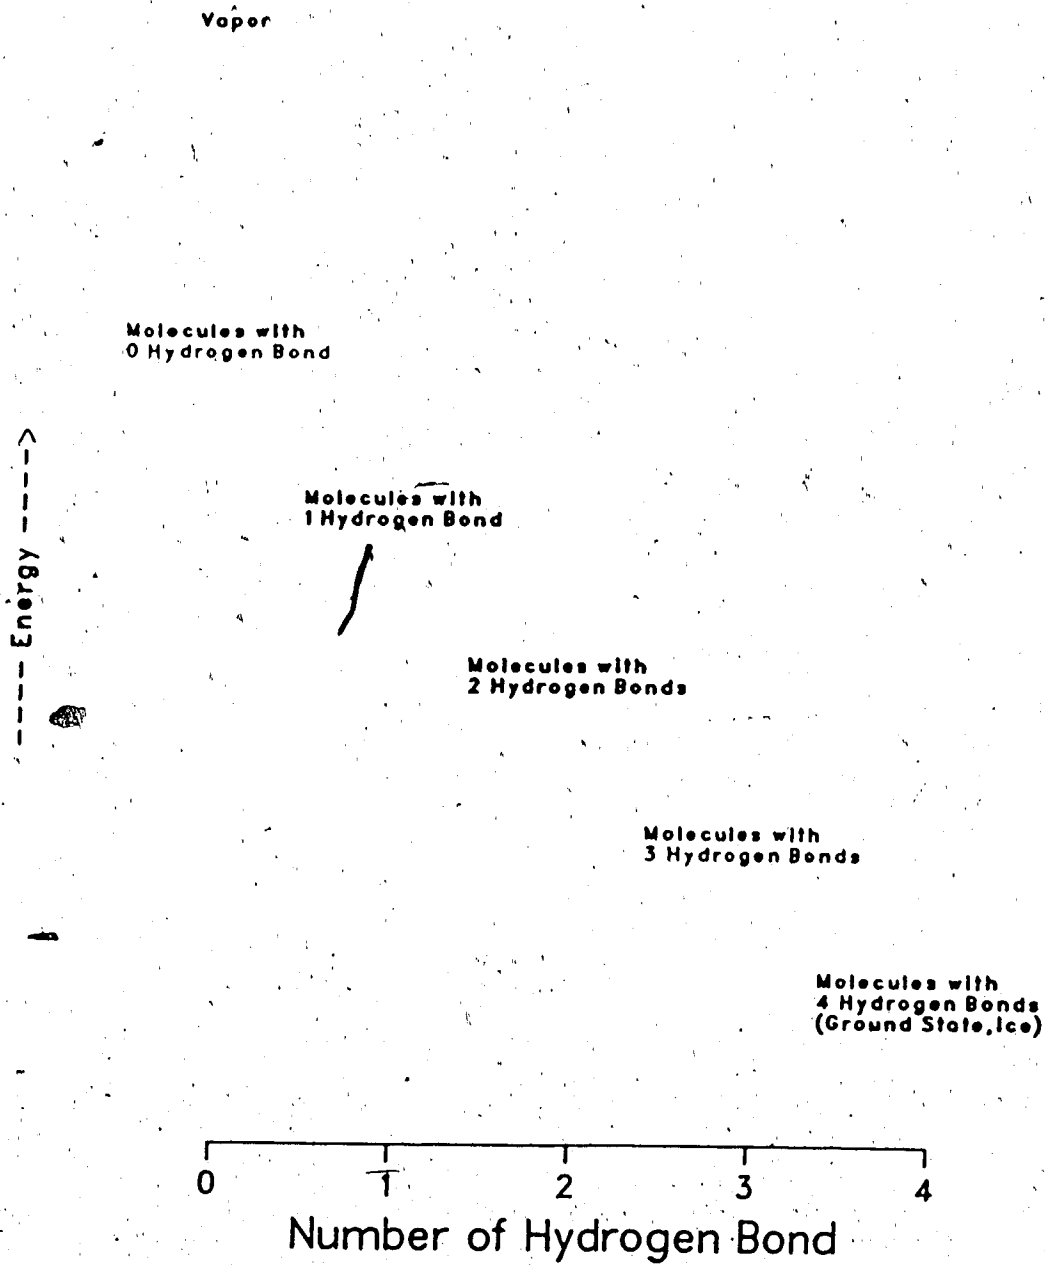 Vapor
Molecules with
0 Hydrogen Bond
---- Energy ---->
Molecules with
1 Hydrogen Bond
Molecules with
2 Hydrogen Bonds
Molecules with
3 Hydrogen Bonds
Molecules with
4 Hydrogen Bonds
(Ground State, Ice)
0 1 2 3 4
Number of Hydrogen Bond